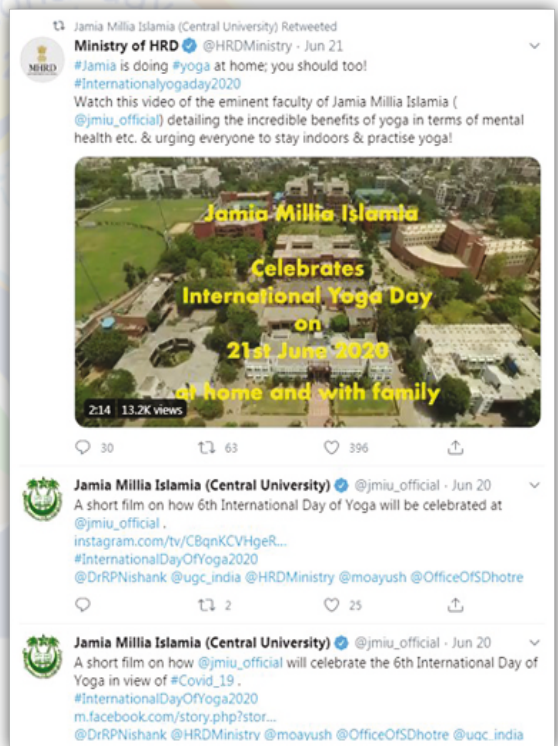 Jamia Millia Islamia (Central University) Retweeted
Ministry of HRD @HRDMinistry · Jun 21
MHRD
#Jamia is doing #yoga at home; you should too!
#Internationalyogaday2020
Watch this video of the eminent faculty of Jamia Millia Islamia (
@jmiu_official) detailing the incredible benefits of yoga in terms of mental
health etc. & urging everyone to stay indoors & practise yoga!
Jamia Millia Islamia
Celebrates
International Yoga Day
on
21st June 2020
at home and with family
2:14 13.2K views
30 63 396
Jamia Millia Islamia (Central University) @jmiu_official · Jun 20
A short film on how 6th International Day of Yoga will be celebrated at
@jmiu_official .
instagram.com/tv/CBqnKCVHgeR...
#InternationalDayOfYoga2020
@DrRPNishank @ugc_india @HRDMinistry @moayush @OfficeOfSDhotre
2 25
Jamia Millia Islamia (Central University) @jmiu_official · Jun 20
A short film on how @jmiu_official will celebrate the 6th International Day of
Yoga in view of #Covid_19 .
#InternationalDayOfYoga2020
m.facebook.com/story.php?stor...
@DrRPNishank @HRDMinistry @moayush @OfficeOfSDhotre @ugc_india